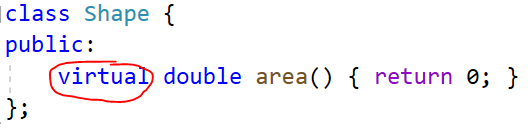 class Shape {
public:
    virtual double area() { return 0; }
};